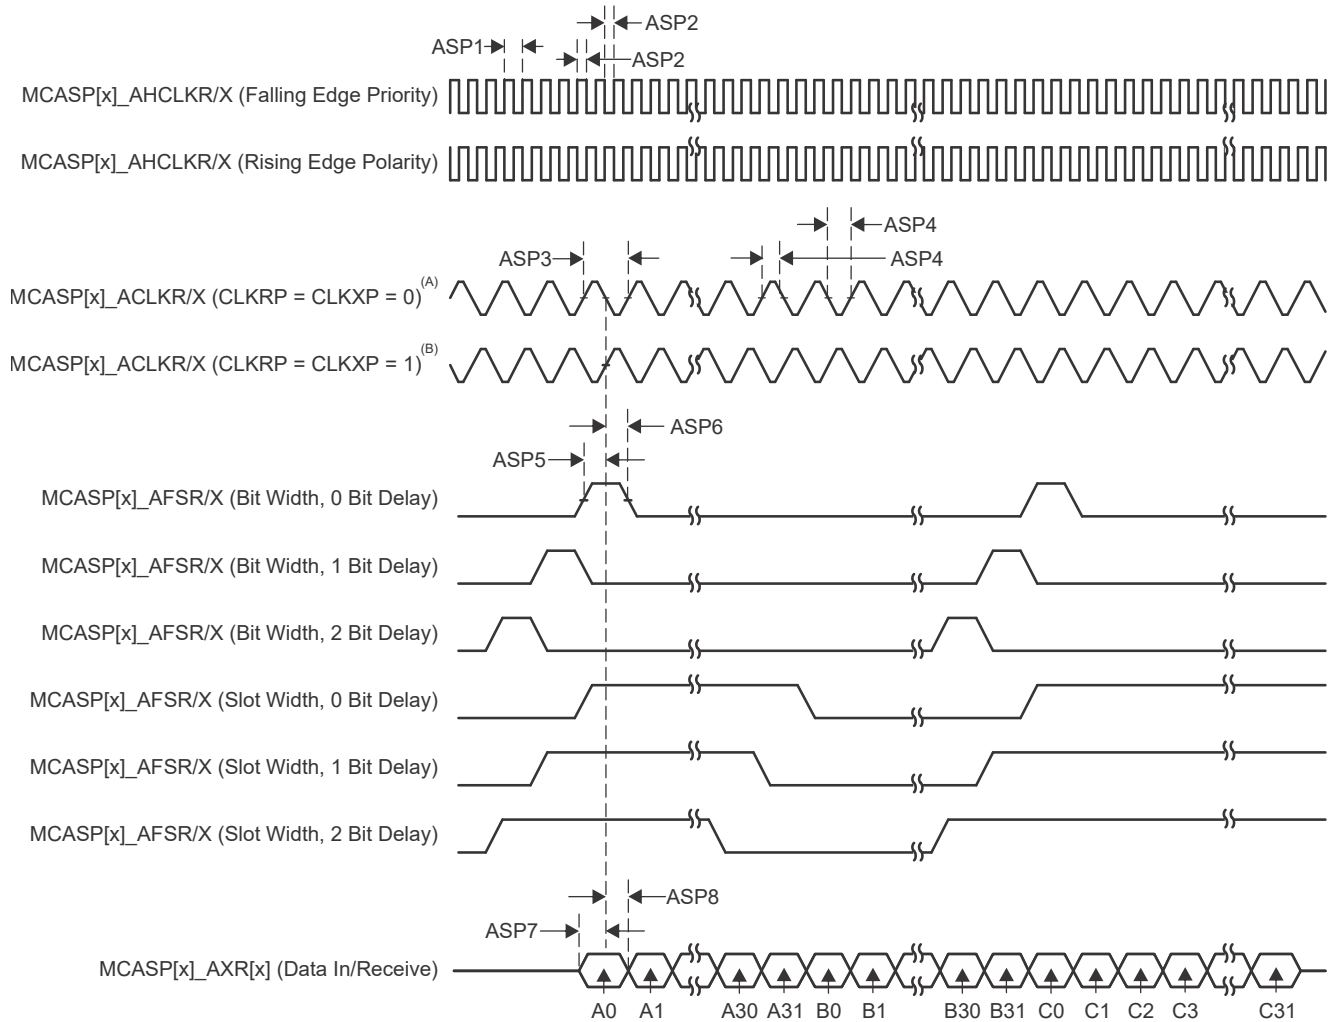 ASP2
ASP1
ASP2
MCASP[x]_AHCLKR/X (Falling Edge Priority)
MCASP[x]_AHCLKR/X (Rising Edge Polarity)
ASP4
ASP3
ASP4
MCASP[x]_ACLKR/X (CLKRP = CLKXP = 0)(A)
MCASP[x]_ACLKR/X (CLKRP = CLKXP = 1)(B)
ASP6
ASP5
MCASP[x]_AFSR/X (Bit Width, 0 Bit Delay)
MCASP[x]_AFSR/X (Bit Width, 1 Bit Delay)
MCASP[x]_AFSR/X (Bit Width, 2 Bit Delay)
MCASP[x]_AFSR/X (Slot Width, 0 Bit Delay)
MCASP[x]_AFSR/X (Slot Width, 1 Bit Delay)
MCASP[x]_AFSR/X (Slot Width, 2 Bit Delay)
ASP8
ASP7
MCASP[x]_AXR[x] (Data In/Receive)
A0 A1 A30 A31 B0 B1 B30 B31 C0 C1 C2 C3 C31